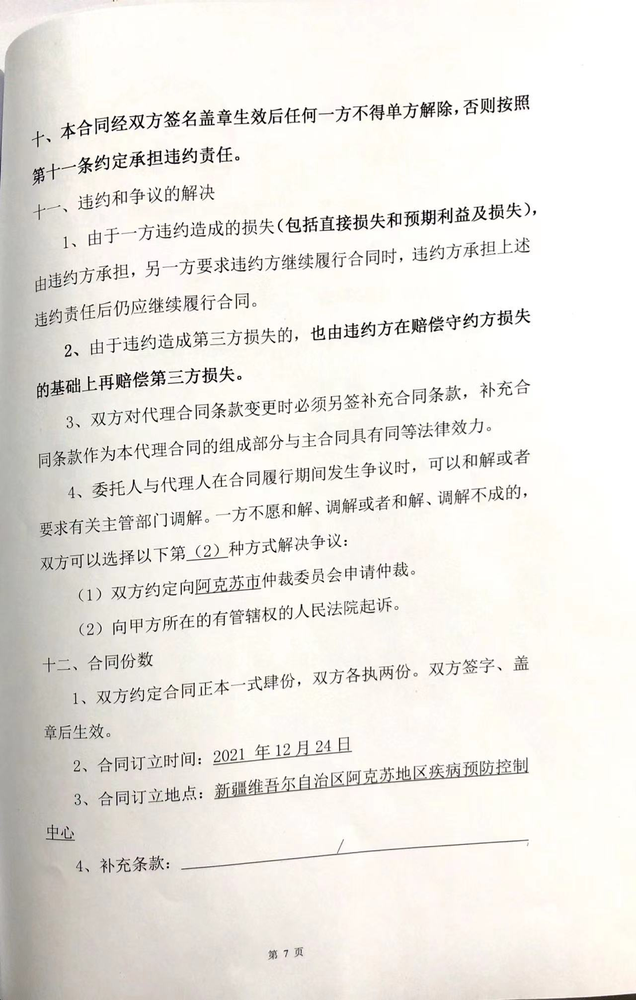 十、本合同经双方签名盖章生效后任何一方不得单方解除，否则按照
第十一条约定承担违约责任。
十一、违约和争议的解决
1、由于一方违约造成的损失（包括直接损失和预期利益及损失），
由违约方承担，另一方要求违约方继续履行合同时，违约方承担上述
违约责任后仍应继续履行合同。
2、由于违约造成第三方损失的，也由违约方在赔偿守约方损失
的基础上再赔偿第三方损失。
3、双方对代理合同条款变更时必须另签补充合同条款，补充合
同条款作为本代理合同的组成部分与主合同具有同等法律效力。
4、委托人与代理人在合同履行期间发生争议时，可以和解或者
要求有关主管部门调解。一方不愿和解、调解或者和解、调解不成的，
双方可以选择以下第（2）种方式解决争议：
（1）双方约定向阿克苏市仲裁委员会申请仲裁。
（2）向甲方所在的有管辖权的人民法院起诉。
十二、合同份数
1、双方约定合同正本一式肆份，双方各执两份。双方签字、盖
章后生效。
2、合同订立时间：2021 年 12 月 24 日
3、合同订立地点：新疆维吾尔自治区阿克苏地区疾病预防控制
中心
4、补充条款： /
第 7 页